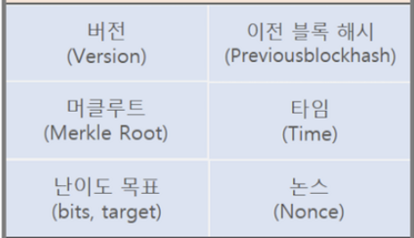 버전
(Version)
이전 블록 해시
(Previousblockhash)
머클루트
(Merkle Root)
타임
(Time)
난이도 목표
(bits, target)
논스
(Nonce)